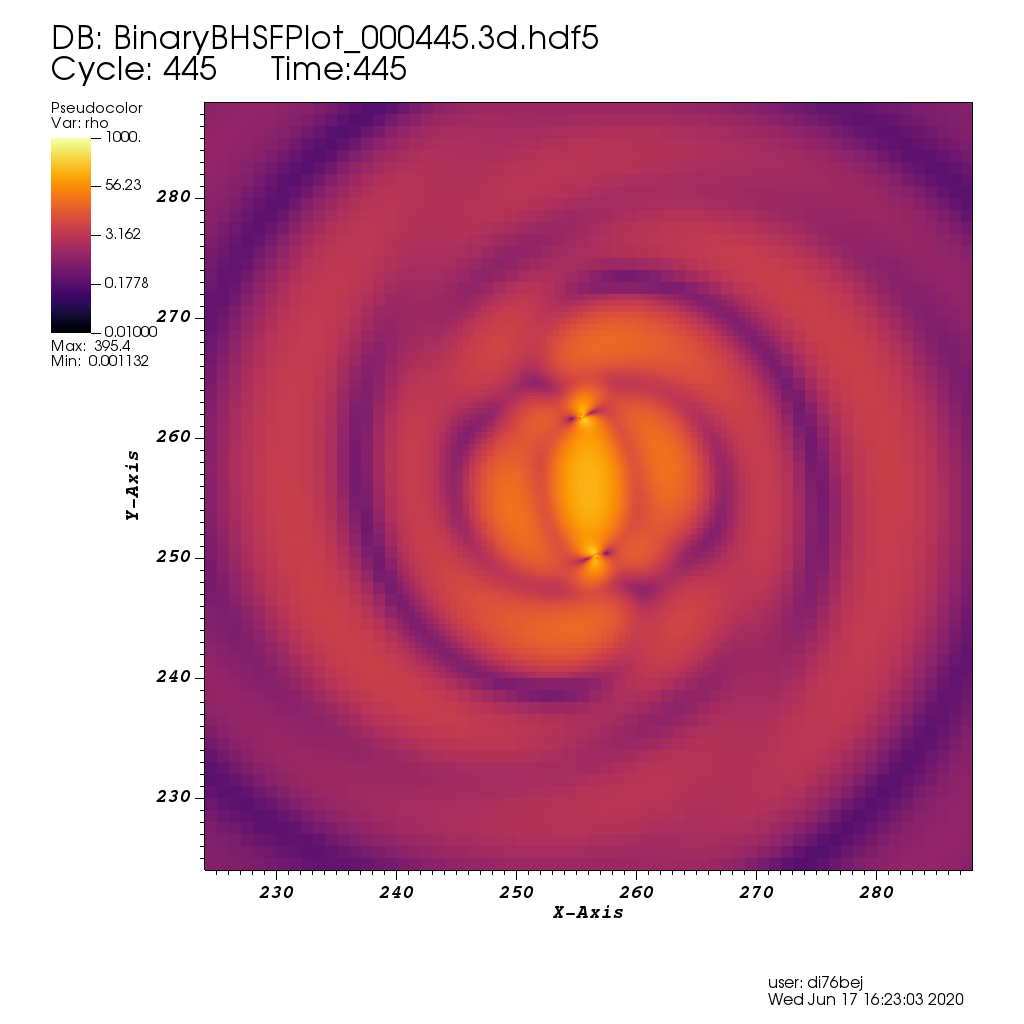 DB: BinaryBHSFPlot_000445.3d.hdf5
Cycle: 445 Time:445
Pseudocolor
Var: rho
1000.
56.23
3.162
0.1778
0.01000
Max: 395.4
Min: 0.001132
280
270
260
250
240
230
Y-Axis
230 240 250 260 270 280
X-Axis
user: di76bej
Wed Jun 17 16:23:03 2020